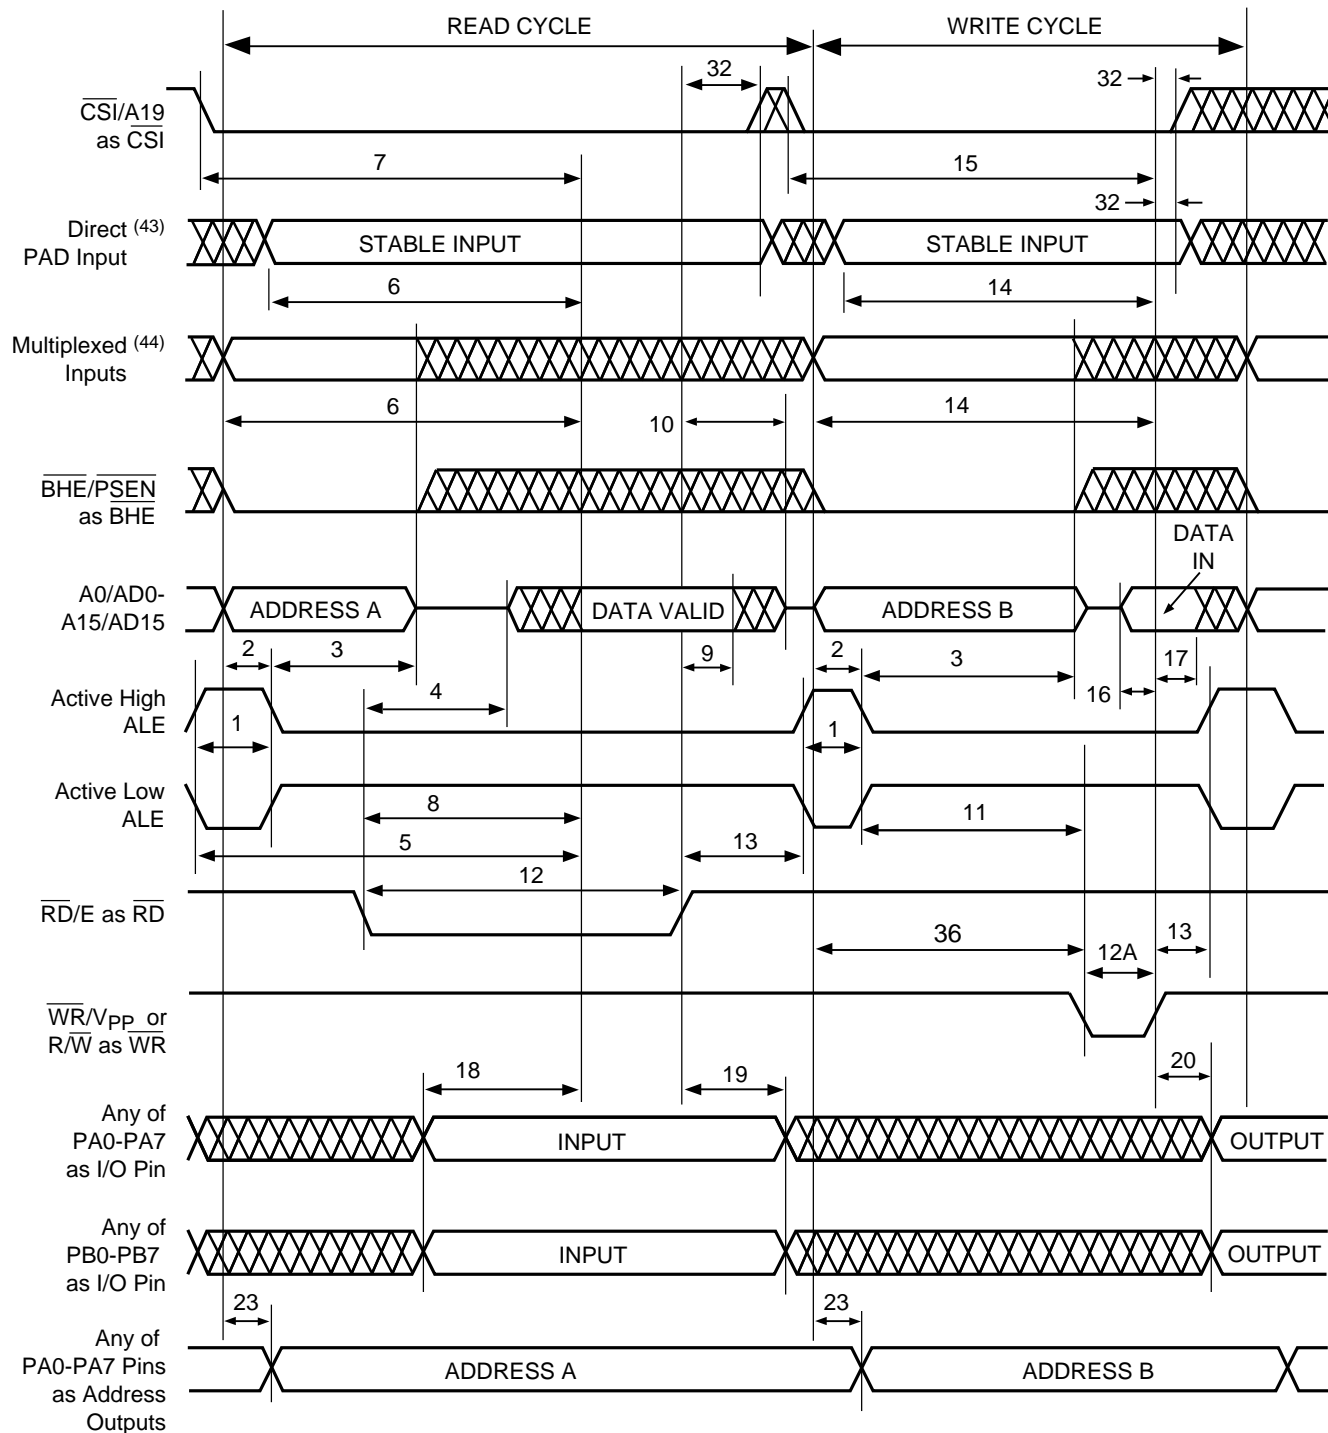 READ CYCLE
WRITE CYCLE
32
32
CSI/A19
as CSI
7
15
32
Direct (43)
PAD Input
STABLE INPUT
STABLE INPUT
6
14
Multiplexed (44)
Inputs
6
10
14
BHE/PSEN
as BHE
DATA
IN
A0/AD0-
A15/AD15
ADDRESS A
DATA VALID
ADDRESS B
2
3
9
2
3
17
4
16
Active High
ALE
1
1
Active Low
ALE
8
11
5
13
12
RD/E as RD
36
12A
13
WR/VPP or
R/W as WR
18
19
20
Any of
PA0-PA7
as I/O Pin
INPUT
OUTPUT
Any of
PB0-PB7
as I/O Pin
INPUT
OUTPUT
23
23
Any of
PA0-PA7 Pins
as Address
Outputs
ADDRESS A
ADDRESS B